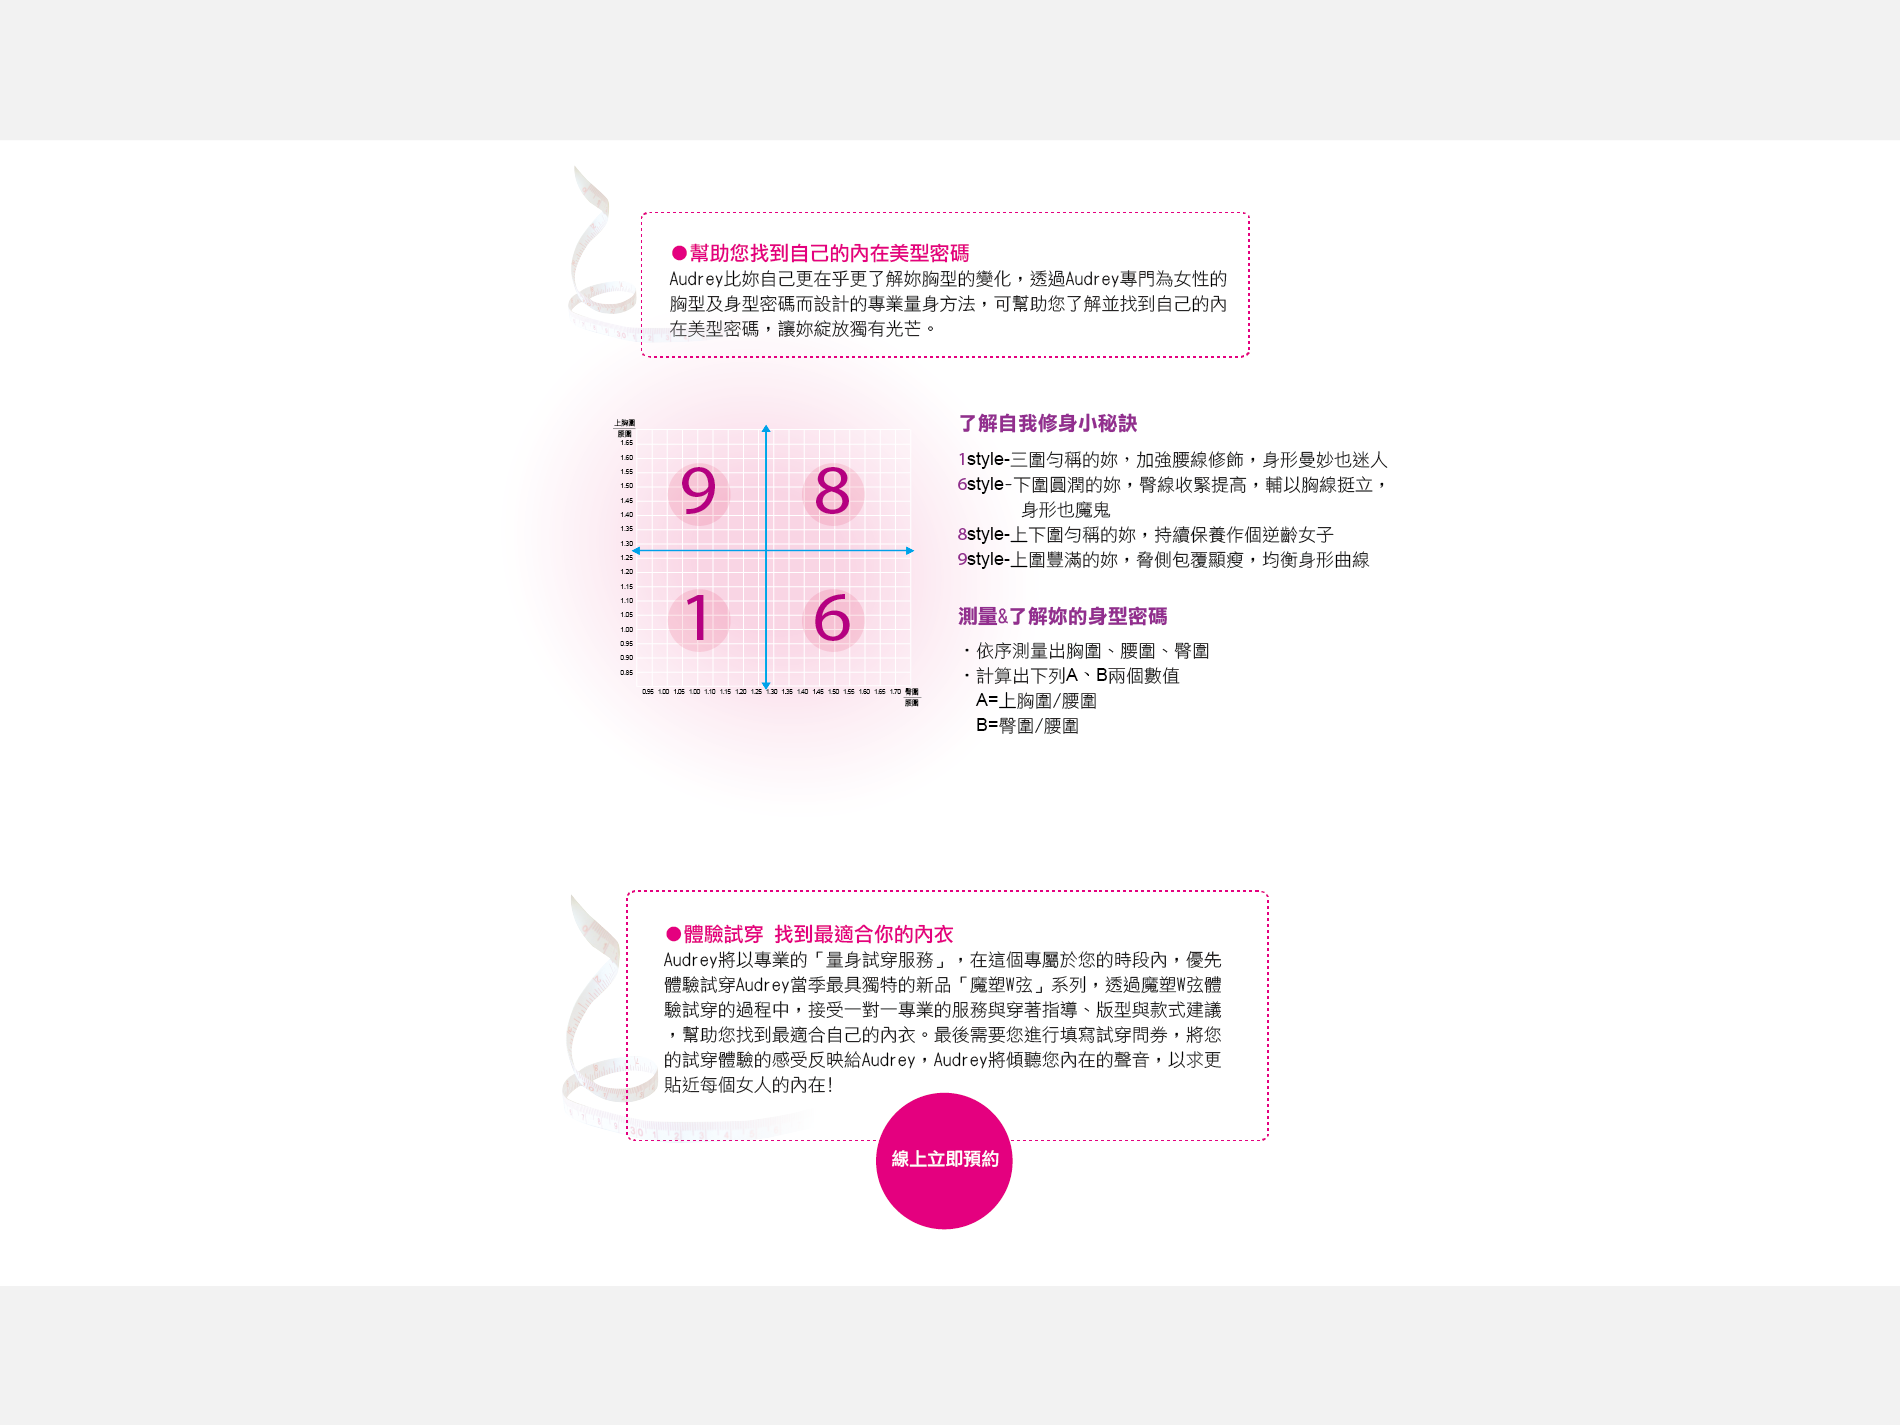 ●幫助您找到自己的內在美型密碼
Audrey比妳自己更在乎更了解妳胸型的變化，透過Audrey專門為女性的
胸型及身型密碼而設計的專業量身方法，可幫助您了解並找到自己的內
在美型密碼，讓妳綻放獨有光芒。
上胸圍
腰圍
1.65
1.60
1.55
1.50
1.45
1.40
1.35
1.30
1.25
1.20
1.15
1.10
1.05
1.00
0.95
0.90
0.85
9 8
1 6
0.95 1.00 1.05 1.00 1.10 1.15 1.20 1.25 1.30 1.35 1.40 1.45 1.50 1.55 1.60 1.65 1.70 臀圍
腰圍
了解自我修身小秘訣
1style-三圍勻稱的妳，加強腰線修飾，身形曼妙也迷人
6style-下圍圓潤的妳，臀線收緊提高，輔以胸線挺立，
身形也魔鬼
8style-上下圍勻稱的妳，持續保養作個逆齡女子
9style-上圍豐滿的妳，脅側包覆顯瘦，均衡身形曲線
測量&了解妳的身型密碼
・依序測量出胸圍、腰圍、臀圍
・計算出下列A、B兩個數值
A=上胸圍/腰圍
B=臀圍/腰圍
●體驗試穿 找到最適合你的內衣
Audrey將以專業的「量身試穿服務」，在這個專屬於您的時段內，優先
體驗試穿Audrey當季最具獨特的新品「魔塑W弦」系列，透過魔塑W弦體
驗試穿的過程中，接受一對一專業的服務與穿著指導、版型與款式建議
，幫助您找到最適合自己的內衣。最後需要您進行填寫試穿問券，將您
的試穿體驗的感受反映給Audrey，Audrey將傾聽您內在的聲音，以求更
貼近每個女人的內在!
線上立即預約